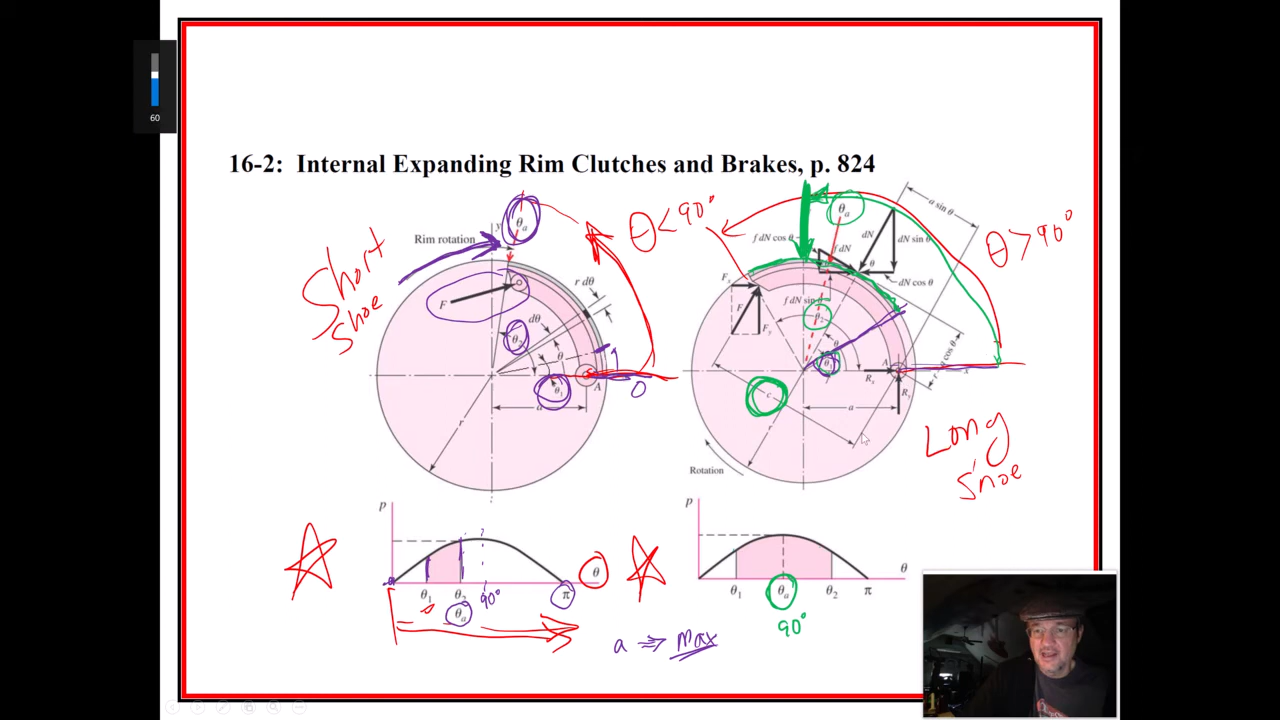 60
16-2: Internal Expanding Rim Clutches and Brakes, p. 824
Short
shoe
Rim rotation
y
θa
θ < 90°
F
r dθ
dθ
θ2
θ
θ1
A
O
a
r
θa
θ > 90°
a sin θ
f dN cos θ
f dN
dN
dN sin θ
θ
dN cos θ
Fx
F
Fy
f dN sin θ
θ2
θ
θ1
A
Rx
x
Ry
r - a cos θ
c
a
r
Rotation
Long
shoe
p
θ
θ1
θ2
90°
π
θa
p
θ
θ1
θa
θ2
π
90°
a ⇒ max